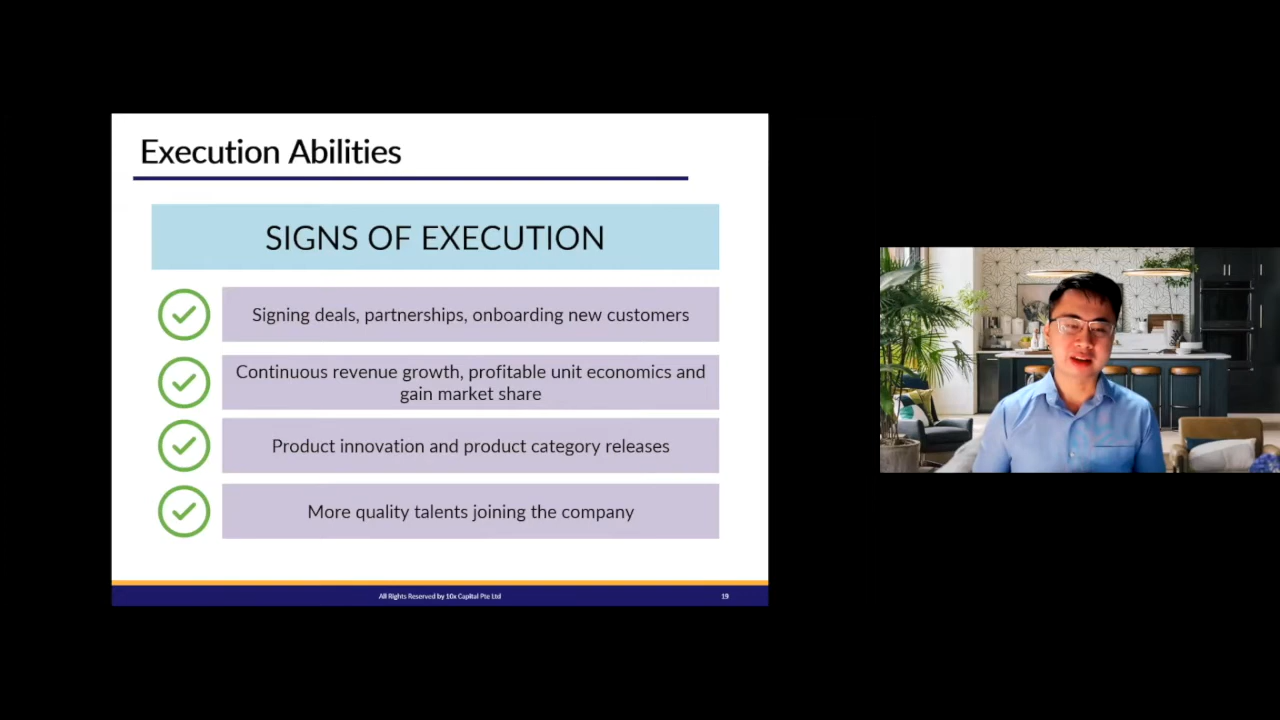 Execution Abilities
SIGNS OF EXECUTION
Signing deals, partnerships, onboarding new customers
Continuous revenue growth, profitable unit economics and
gain market share
Product innovation and product category releases
More quality talents joining the company
All Rights Reserved by 10x Capital Pte Ltd
19